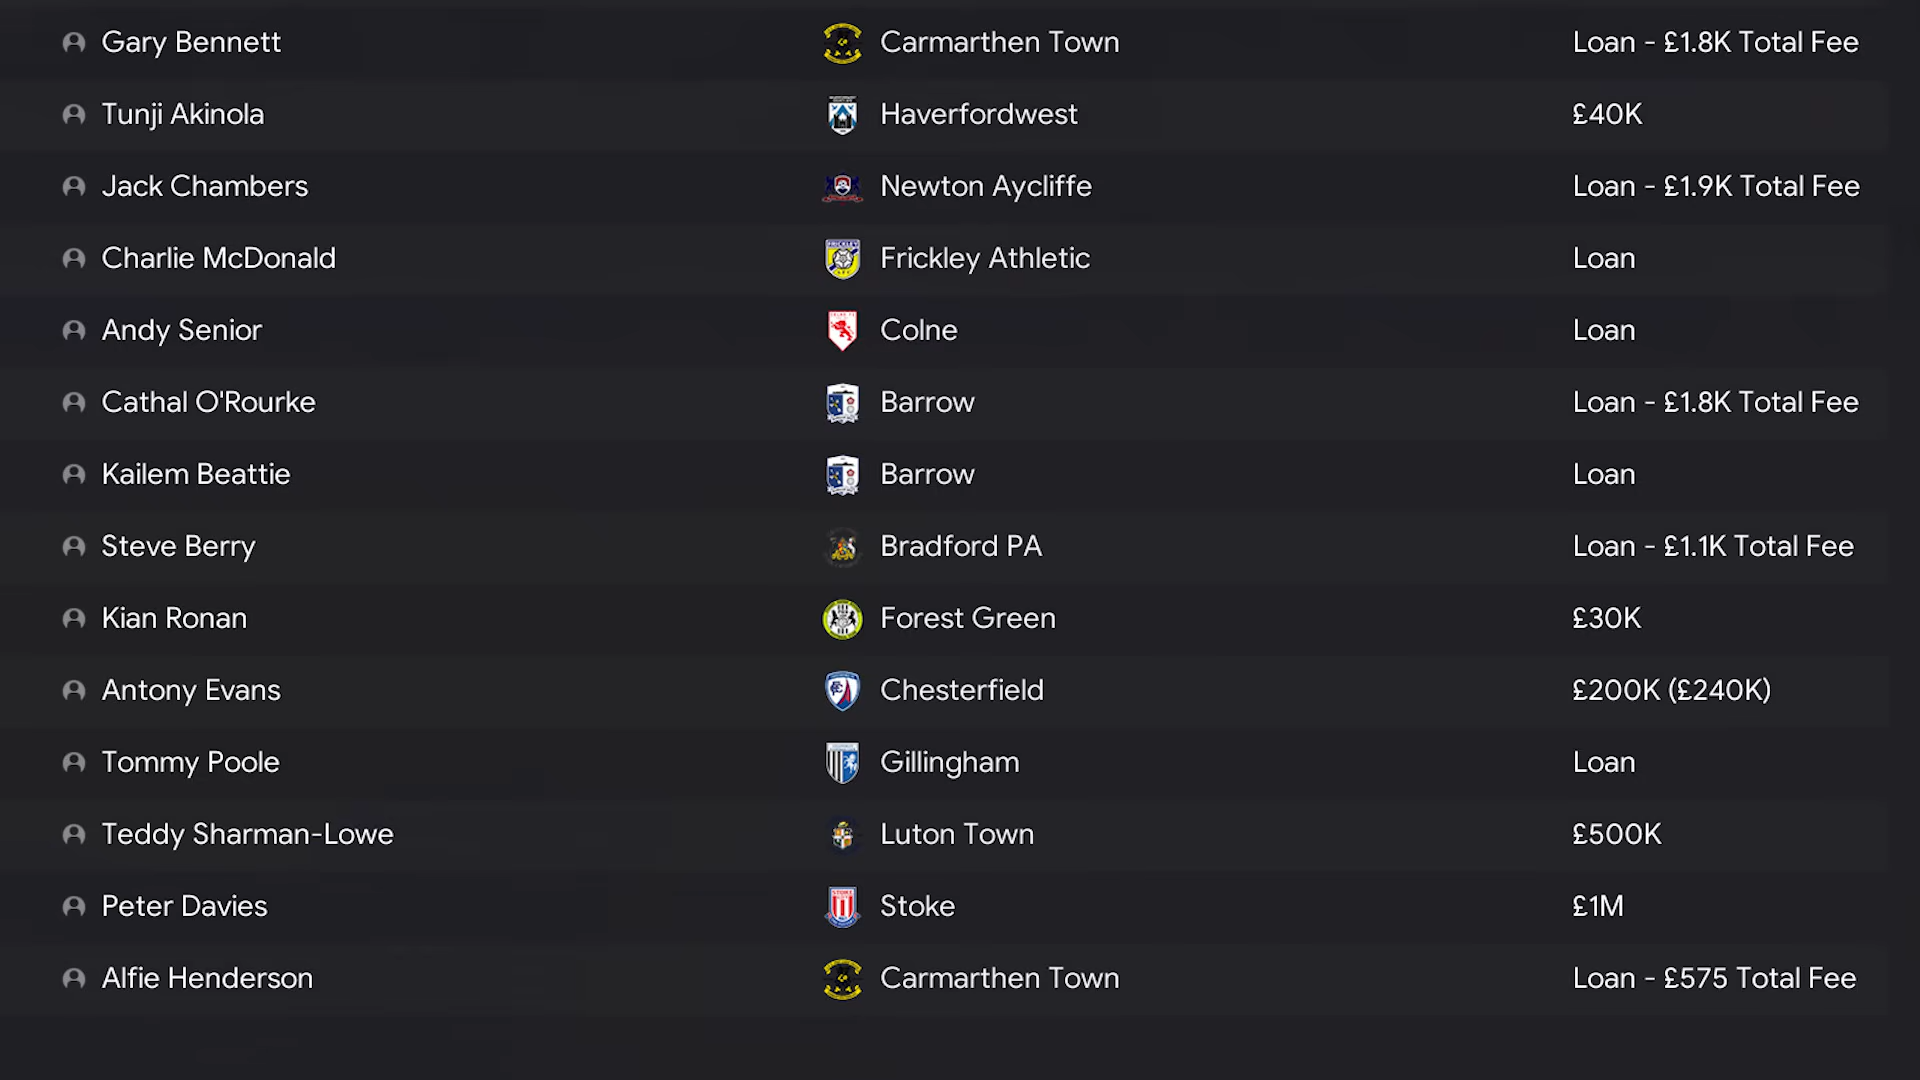 Gary Bennett Carmarthen Town Loan - £1.8K Total Fee
Tunji Akinola Haverfordwest £40K
Jack Chambers Newton Aycliffe Loan - £1.9K Total Fee
Charlie McDonald Frickley Athletic Loan
Andy Senior Colne Loan
Cathal O'Rourke Barrow Loan - £1.8K Total Fee
Kailem Beattie Barrow Loan
Steve Berry Bradford PA Loan - £1.1K Total Fee
Kian Ronan Forest Green £30K
Antony Evans Chesterfield £200K (£240K)
Tommy Poole Gillingham Loan
Teddy Sharman-Lowe Luton Town £500K
Peter Davies Stoke £1M
Alfie Henderson Carmarthen Town Loan - £575 Total Fee